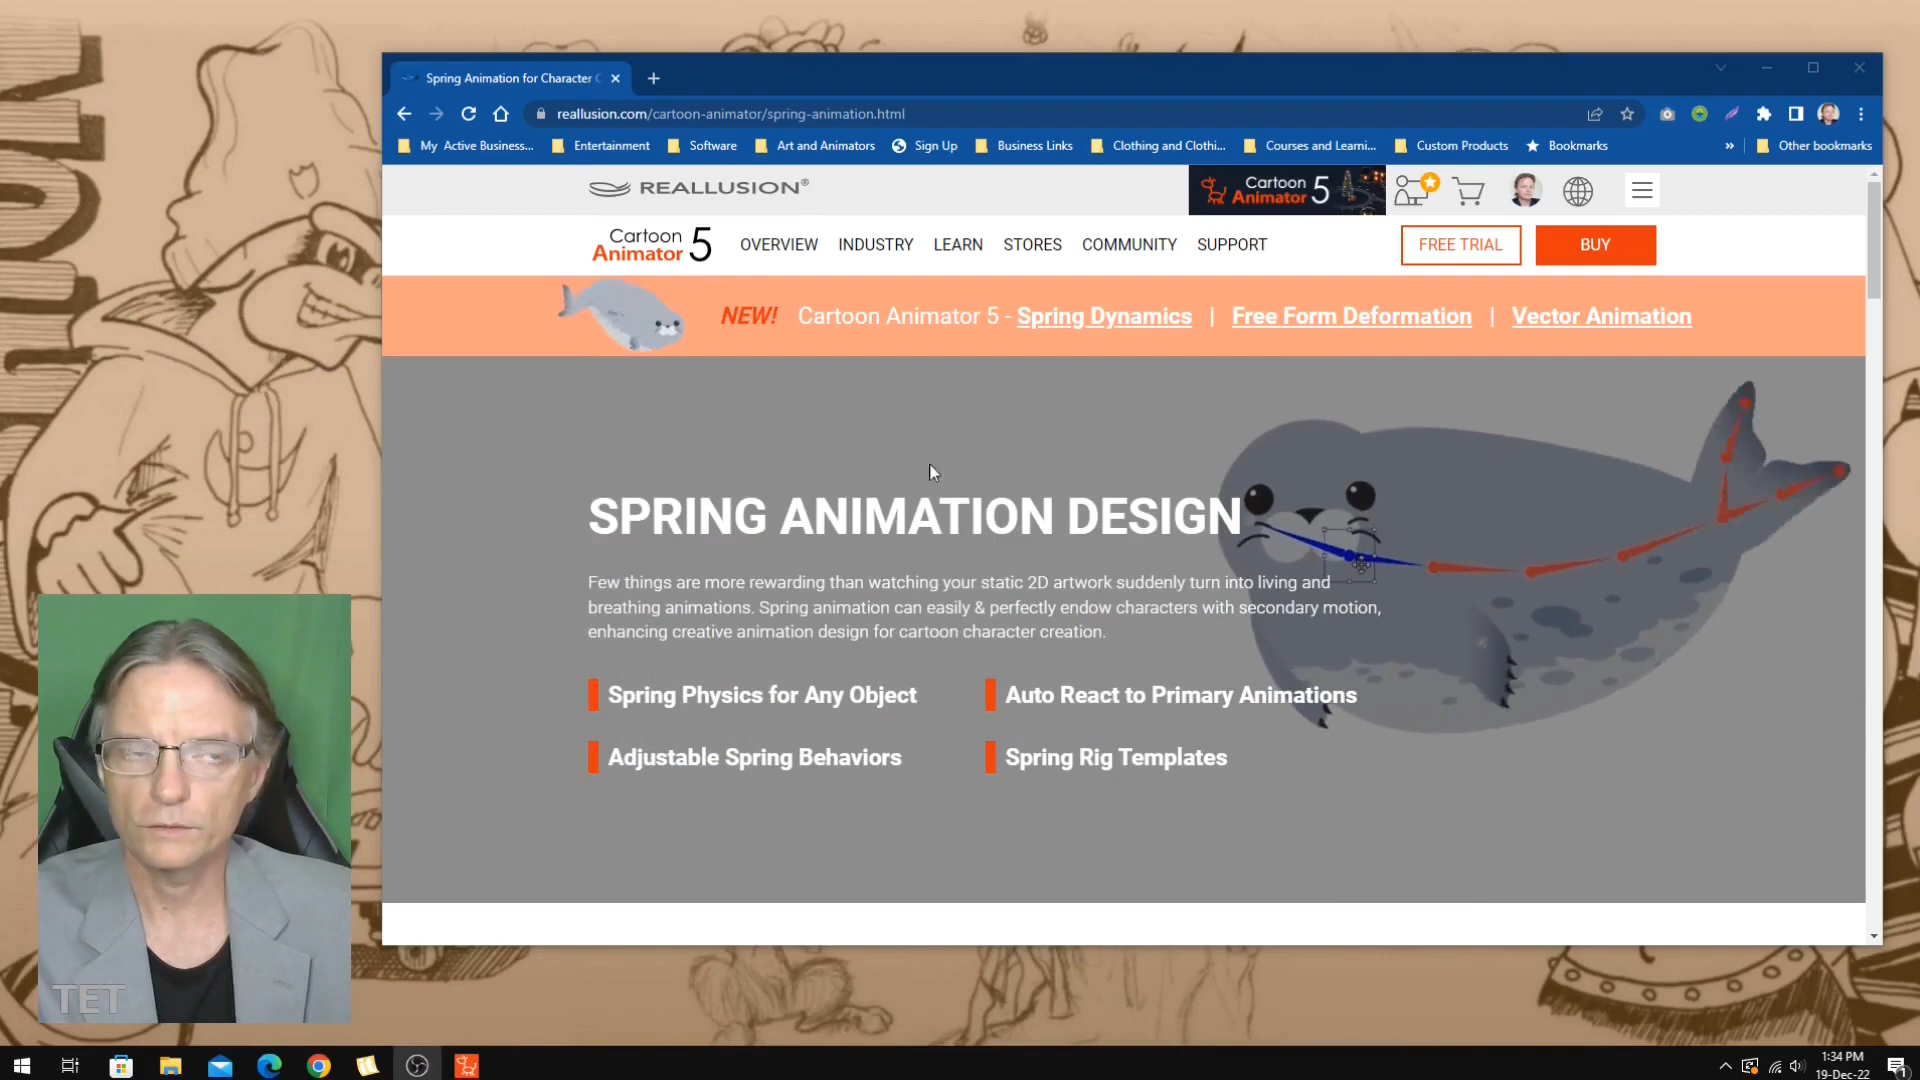 Spring Animation for Character C
reallusion.com/cartoon-animator/spring-animation.html
My Active Business...
Entertainment
Software
Art and Animators
Sign Up
Business Links
Clothing and Clothi...
Courses and Learni...
Custom Products
Bookmarks
»
Other bookmarks
REALLUSION®
Cartoon
Animator 5
Cartoon
Animator 5
OVERVIEW
INDUSTRY
LEARN
STORES
COMMUNITY
SUPPORT
FREE TRIAL
BUY
NEW! Cartoon Animator 5 - Spring Dynamics | Free Form Deformation | Vector Animation
SPRING ANIMATION DESIGN
Few things are more rewarding than watching your static 2D artwork suddenly turn into living and
breathing animations. Spring animation can easily & perfectly endow characters with secondary motion,
enhancing creative animation design for cartoon character creation.
Spring Physics for Any Object
Auto React to Primary Animations
Adjustable Spring Behaviors
Spring Rig Templates
TET
1:34 PM
19-Dec-22
1